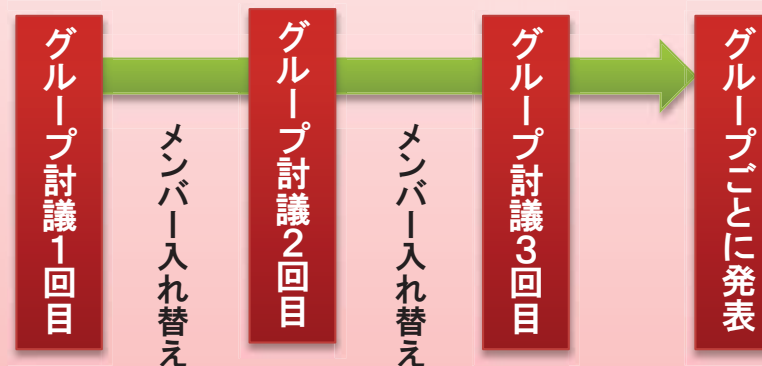 グループ討議1回目
メンバー入れ替え
グループ討議2回目
メンバー入れ替え
グループ討議3回目
グループごとに発表